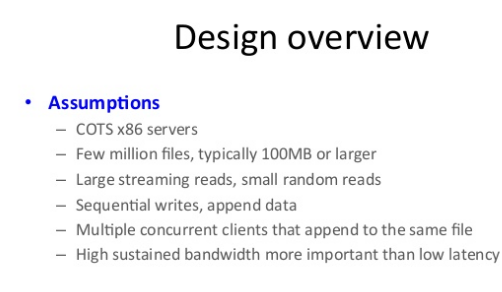 Design overview
• Assumptions
– COTS x86 servers
– Few million files, typically 100MB or larger
– Large streaming reads, small random reads
– Sequential writes, append data
– Multiple concurrent clients that append to the same file
– High sustained bandwidth more important than low latency